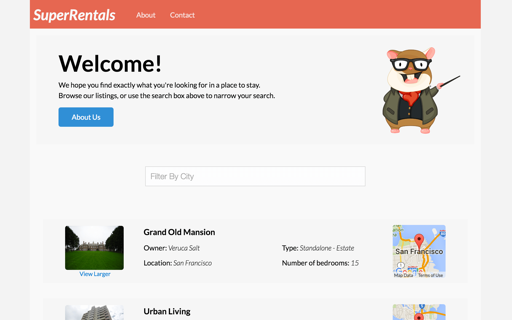 SuperRentals About Contact
Welcome!
We hope you find exactly what you're looking for in a place to stay.
Browse our listings, or use the search box above to narrow your search.
About Us
Filter By City
Grand Old Mansion
Owner: Veruca Salt Type: Standalone - Estate
Location: San Francisco Number of bedrooms: 15
View Larger
San Francisco
Map Data Terms of Use
Urban Living